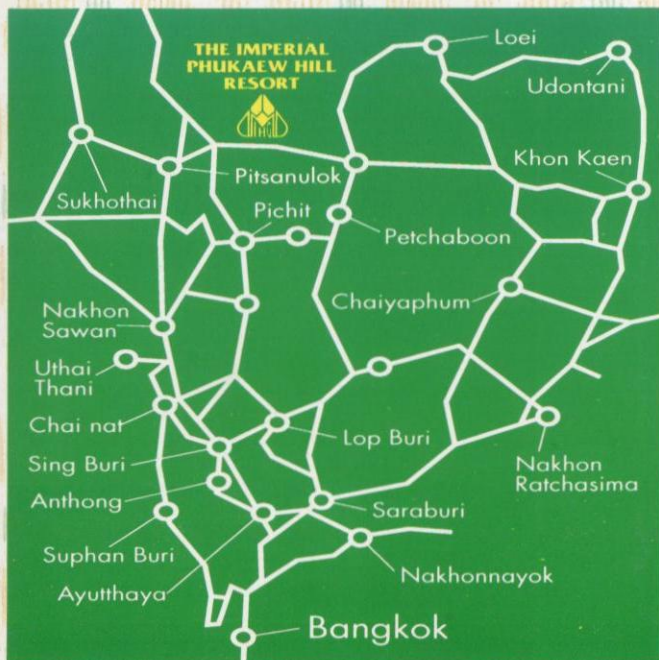 THE IMPERIAL
PHUKAEW HILL
RESORT
IMG
Loei
Udontani
Khon Kaen
Sukhothai
Pitsanulok
Pichit
Petchaboon
Chaiyaphum
Nakhon
Sawan
Uthai
Thani
Chai nat
Lop Buri
Sing Buri
Nakhon
Ratchasima
Anthong
Saraburi
Suphan Buri
Nakhonnayok
Ayutthaya
Bangkok